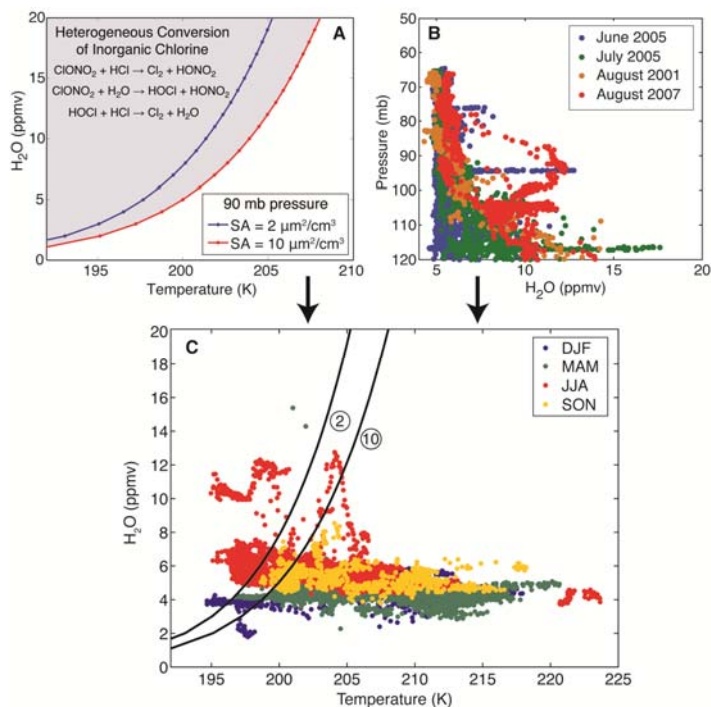 Heterogeneous Conversion
of Inorganic Chlorine
A
ClONO₂ + HCl → Cl₂ + HONO₂
ClONO₂ + H₂O → HOCl + HONO₂
HOCl + HCl → Cl₂ + H₂O
90 mb pressure
SA = 2 µm²/cm³
SA = 10 µm²/cm³
H₂O (ppmv)
20
15
10
5
0
195 200 205 210
Temperature (K)
B
June 2005
July 2005
August 2001
August 2007
Pressure (mb)
50
60
70
80
90
100
110
120
5 10 15 20
H₂O (ppmv)
C
DJF
MAM
JJA
SON
2
10
H₂O (ppmv)
20
18
16
14
12
10
8
6
4
2
0
195 200 205 210 215 220 225
Temperature (K)